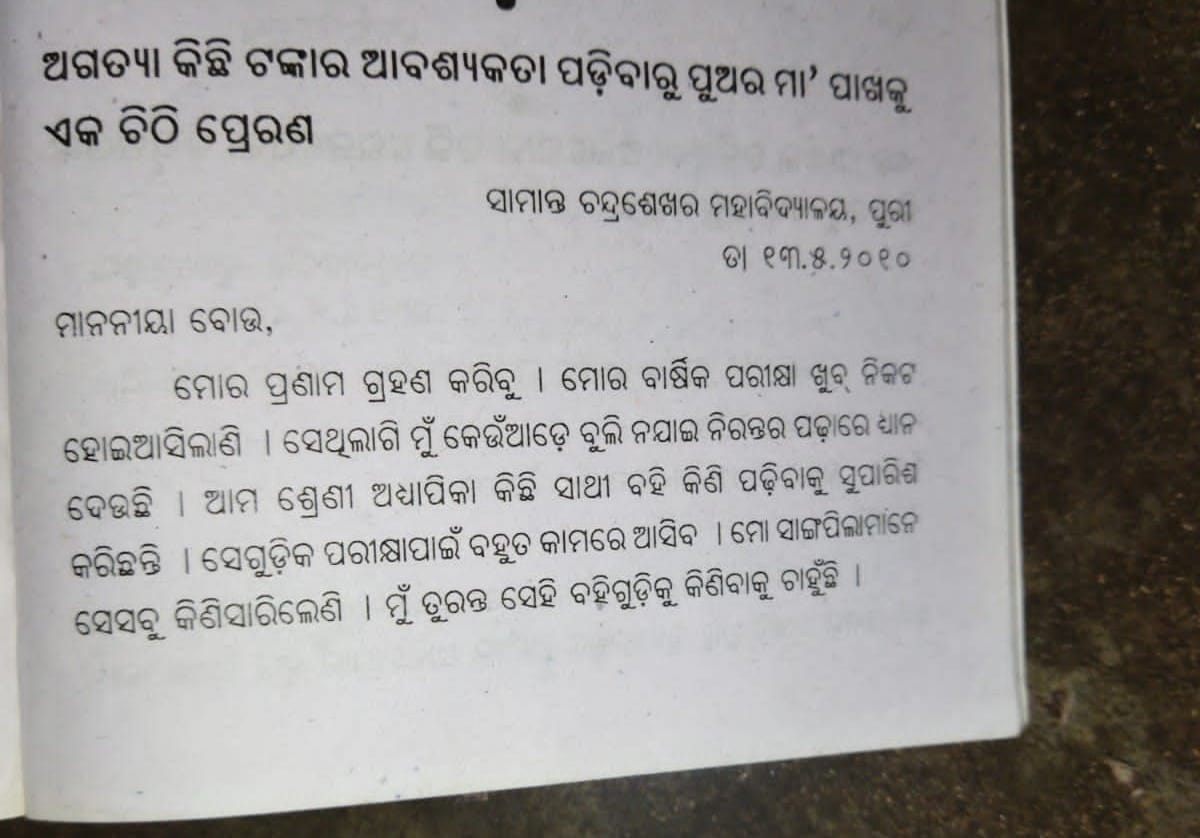 ଅଗତ୍ୟା କିଛି ଟଙ୍କାର ଆବଶ୍ୟକତା ପଡ଼ିବାରୁ ପୁଅର ମା’ ପାଖକୁ
ଏକ ଚିଠି ପ୍ରେରଣ
ସାମାନ୍ତ ଚନ୍ଦ୍ରଶେଖର ମହାବିଦ୍ୟାଳୟ, ପୁରୀ
ତା ୧୩.୫.୨୦୧୦
ମାନନୀୟା ବୋଉ,
ମୋର ପ୍ରଣାମ ଗ୍ରହଣ କରିବୁ । ମୋର ବାର୍ଷିକ ପରୀକ୍ଷା ଖୁବ୍ ନିକଟ
ହୋଇଆସିଲାଣି । ସେଥିଲାଗି ମୁଁ କେଉଁଆଡ଼େ ବୁଲି ନଯାଇ ନିରନ୍ତର ପଢ଼ାରେ ଧ୍ୟାନ
ଦେଉଛି । ଆମ ଶ୍ରେଣୀ ଅଧ୍ୟାପିକା କିଛି ସାଥୀ ବହି କିଣି ପଢ଼ିବାକୁ ସୁପାରିଶ
କରିଛନ୍ତି । ସେଗୁଡ଼ିକ ପରୀକ୍ଷାପାଇଁ ବହୁତ କାମରେ ଆସିବ । ମୋ ସାଙ୍ଗପିଲାମାନେ
ସେସବୁ କିଣିସାରିଲେଣି । ମୁଁ ତୁରନ୍ତ ସେହି ବହିଗୁଡ଼ିକୁ କିଣିବାକୁ ଚାହୁଁଛି ।